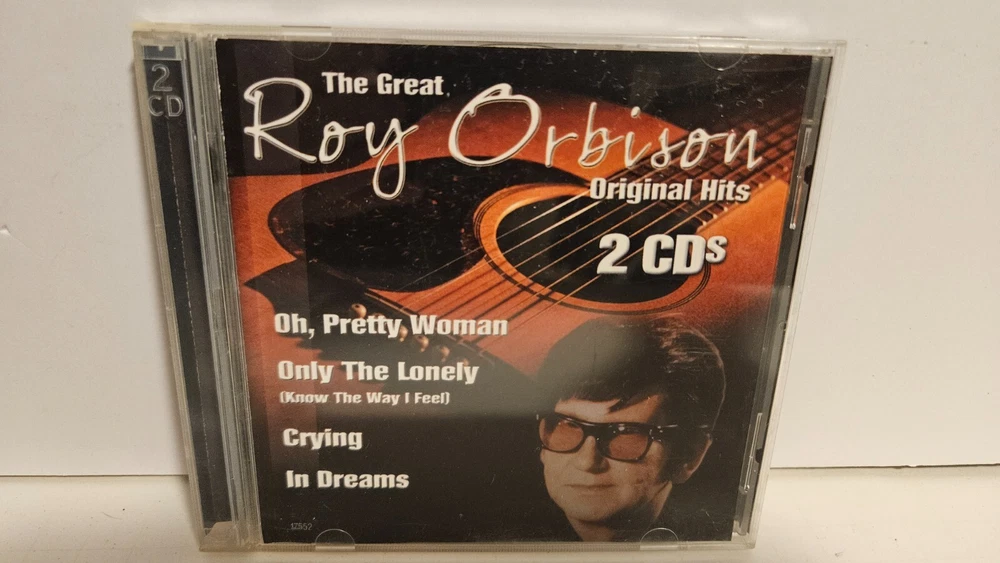 2
CD
The Great
Roy Orbison
Original Hits
2 CDs
Oh, Pretty Woman
Only The Lonely
(Know The Way I Feel)
Crying
In Dreams